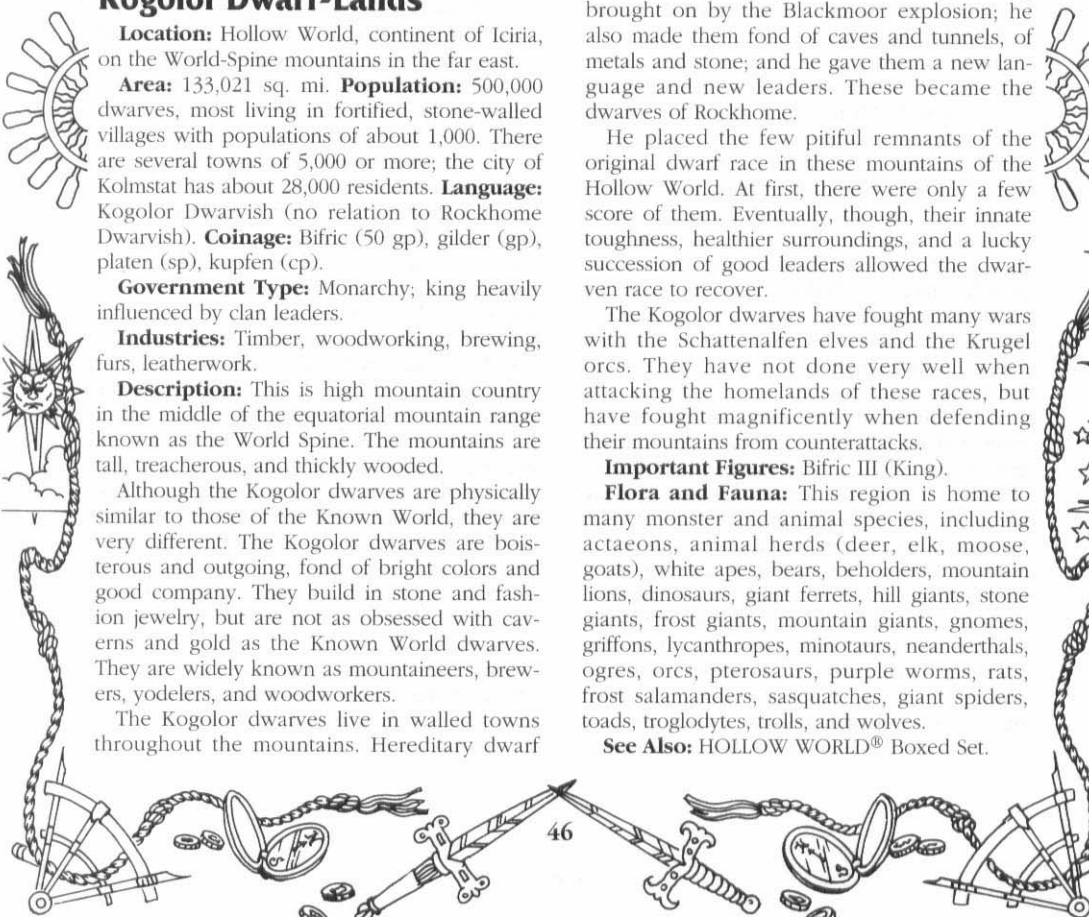 Kogolor Dwarf-Lands
Location: Hollow World, continent of Iciria,
on the World-Spine mountains in the far east.
Area: 133,021 sq. mi. Population: 500,000
dwarves, most living in fortified, stone-walled
villages with populations of about 1,000. There
are several towns of 5,000 or more; the city of
Kolmstat has about 28,000 residents. Language:
Kogolor Dwarvish (no relation to Rockhome
Dwarvish). Coinage: Bifric (50 gp), gilder (gp),
platen (sp), kupfen (cp).
Government Type: Monarchy; king heavily
influenced by clan leaders.
Industries: Timber, woodworking, brewing,
furs, leatherwork.
Description: This is high mountain country
in the middle of the equatorial mountain range
known as the World Spine. The mountains are
tall, treacherous, and thickly wooded.
Although the Kogolor dwarves are physically
similar to those of the Known World, they are
very different. The Kogolor dwarves are bois-
terous and outgoing, fond of bright colors and
good company. They build in stone and fash-
ion jewelry, but are not as obsessed with cav-
erns and gold as the Known World dwarves.
They are widely known as mountaineers, brew-
ers, yodelers, and woodworkers.
The Kogolor dwarves live in walled towns
throughout the mountains. Hereditary dwarf
brought on by the Blackmoor explosion; he
also made them fond of caves and tunnels, of
metals and stone; and he gave them a new lan-
guage and new leaders. These became the
dwarves of Rockhome.
He placed the few pitiful remnants of the
original dwarf race in these mountains of the
Hollow World. At first, there were only a few
score of them. Eventually, though, their innate
toughness, healthier surroundings, and a lucky
succession of good leaders allowed the dwar-
ven race to recover.
The Kogolor dwarves have fought many wars
with the Schattenalfen elves and the Krugel
orcs. They have not done very well when
attacking the homelands of these races, but
have fought magnificently when defending
their mountains from counterattacks.
Important Figures: Bifric III (King).
Flora and Fauna: This region is home to
many monster and animal species, including
actaeons, animal herds (deer, elk, moose,
goats), white apes, bears, beholders, mountain
lions, dinosaurs, giant ferrets, hill giants, stone
giants, frost giants, mountain giants, gnomes,
griffons, lycanthropes, minotaurs, neanderthals,
ogres, orcs, pterosaurs, purple worms, rats,
frost salamanders, sasquatches, giant spiders,
toads, troglodytes, trolls, and wolves.
See Also: HOLLOW WORLD® Boxed Set.
46